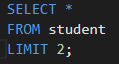 SELECT *
FROM student
LIMIT 2;